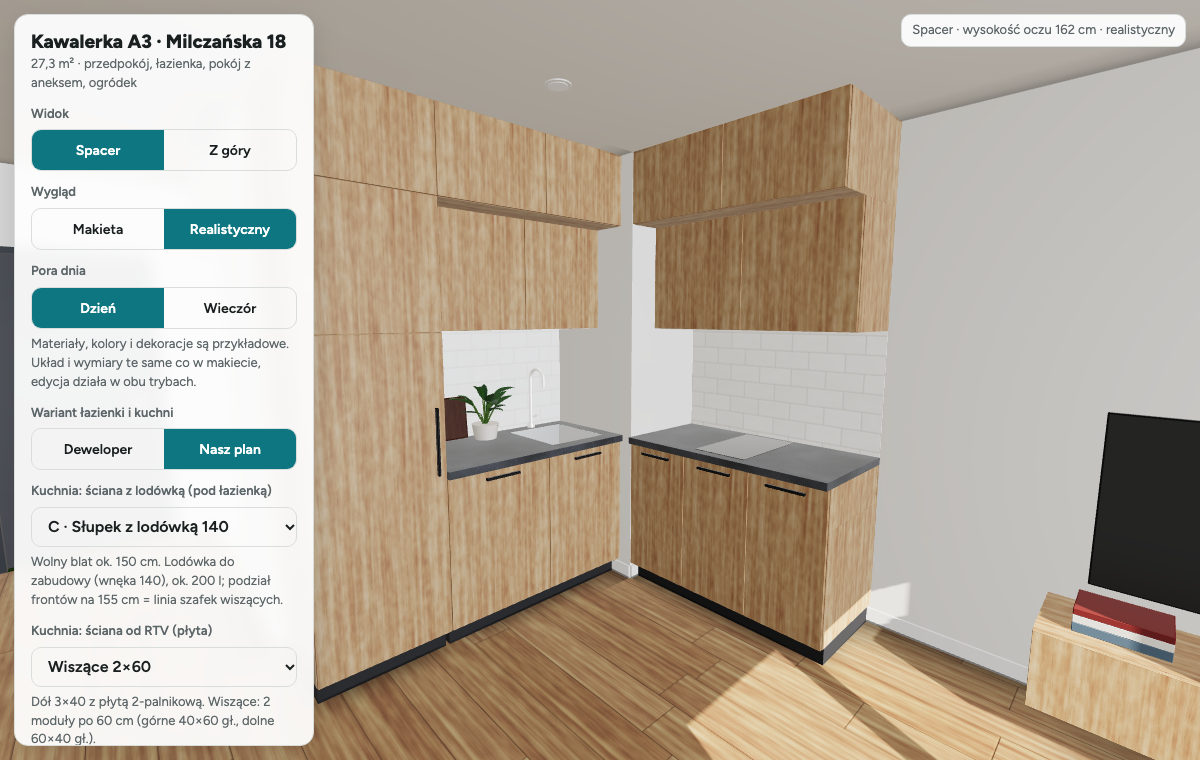 Kawalerka A3 · Milczańska 18
27,3 m² · przedpokój, łazienka, pokój z
aneksem, ogródek
Widok
Spacer
Z góry
Wygląd
Makieta
Realistyczny
Pora dnia
Dzień
Wieczór
Materiały, kolory i dekoracje są przykładowe.
Układ i wymiary te same co w makiecie,
edycja działa w obu trybach.
Wariant łazienki i kuchni
Deweloper
Nasz plan
Kuchnia: ściana z lodówką (pod łazienką)
C · Słupek z lodówką 140
Wolny blat ok. 150 cm. Lodówka do
zabudowy (wnęka 140), ok. 200 l; podział
frontów na 155 cm = linia szafek wiszących.
Kuchnia: ściana od RTV (płyta)
Wiszące 2×60
Dół 3×40 z płytą 2-palnikową. Wiszące: 2
moduły po 60 cm (górne 40×60 gł., dolne
60×40 gł.).
Spacer · wysokość oczu 162 cm · realistyczny